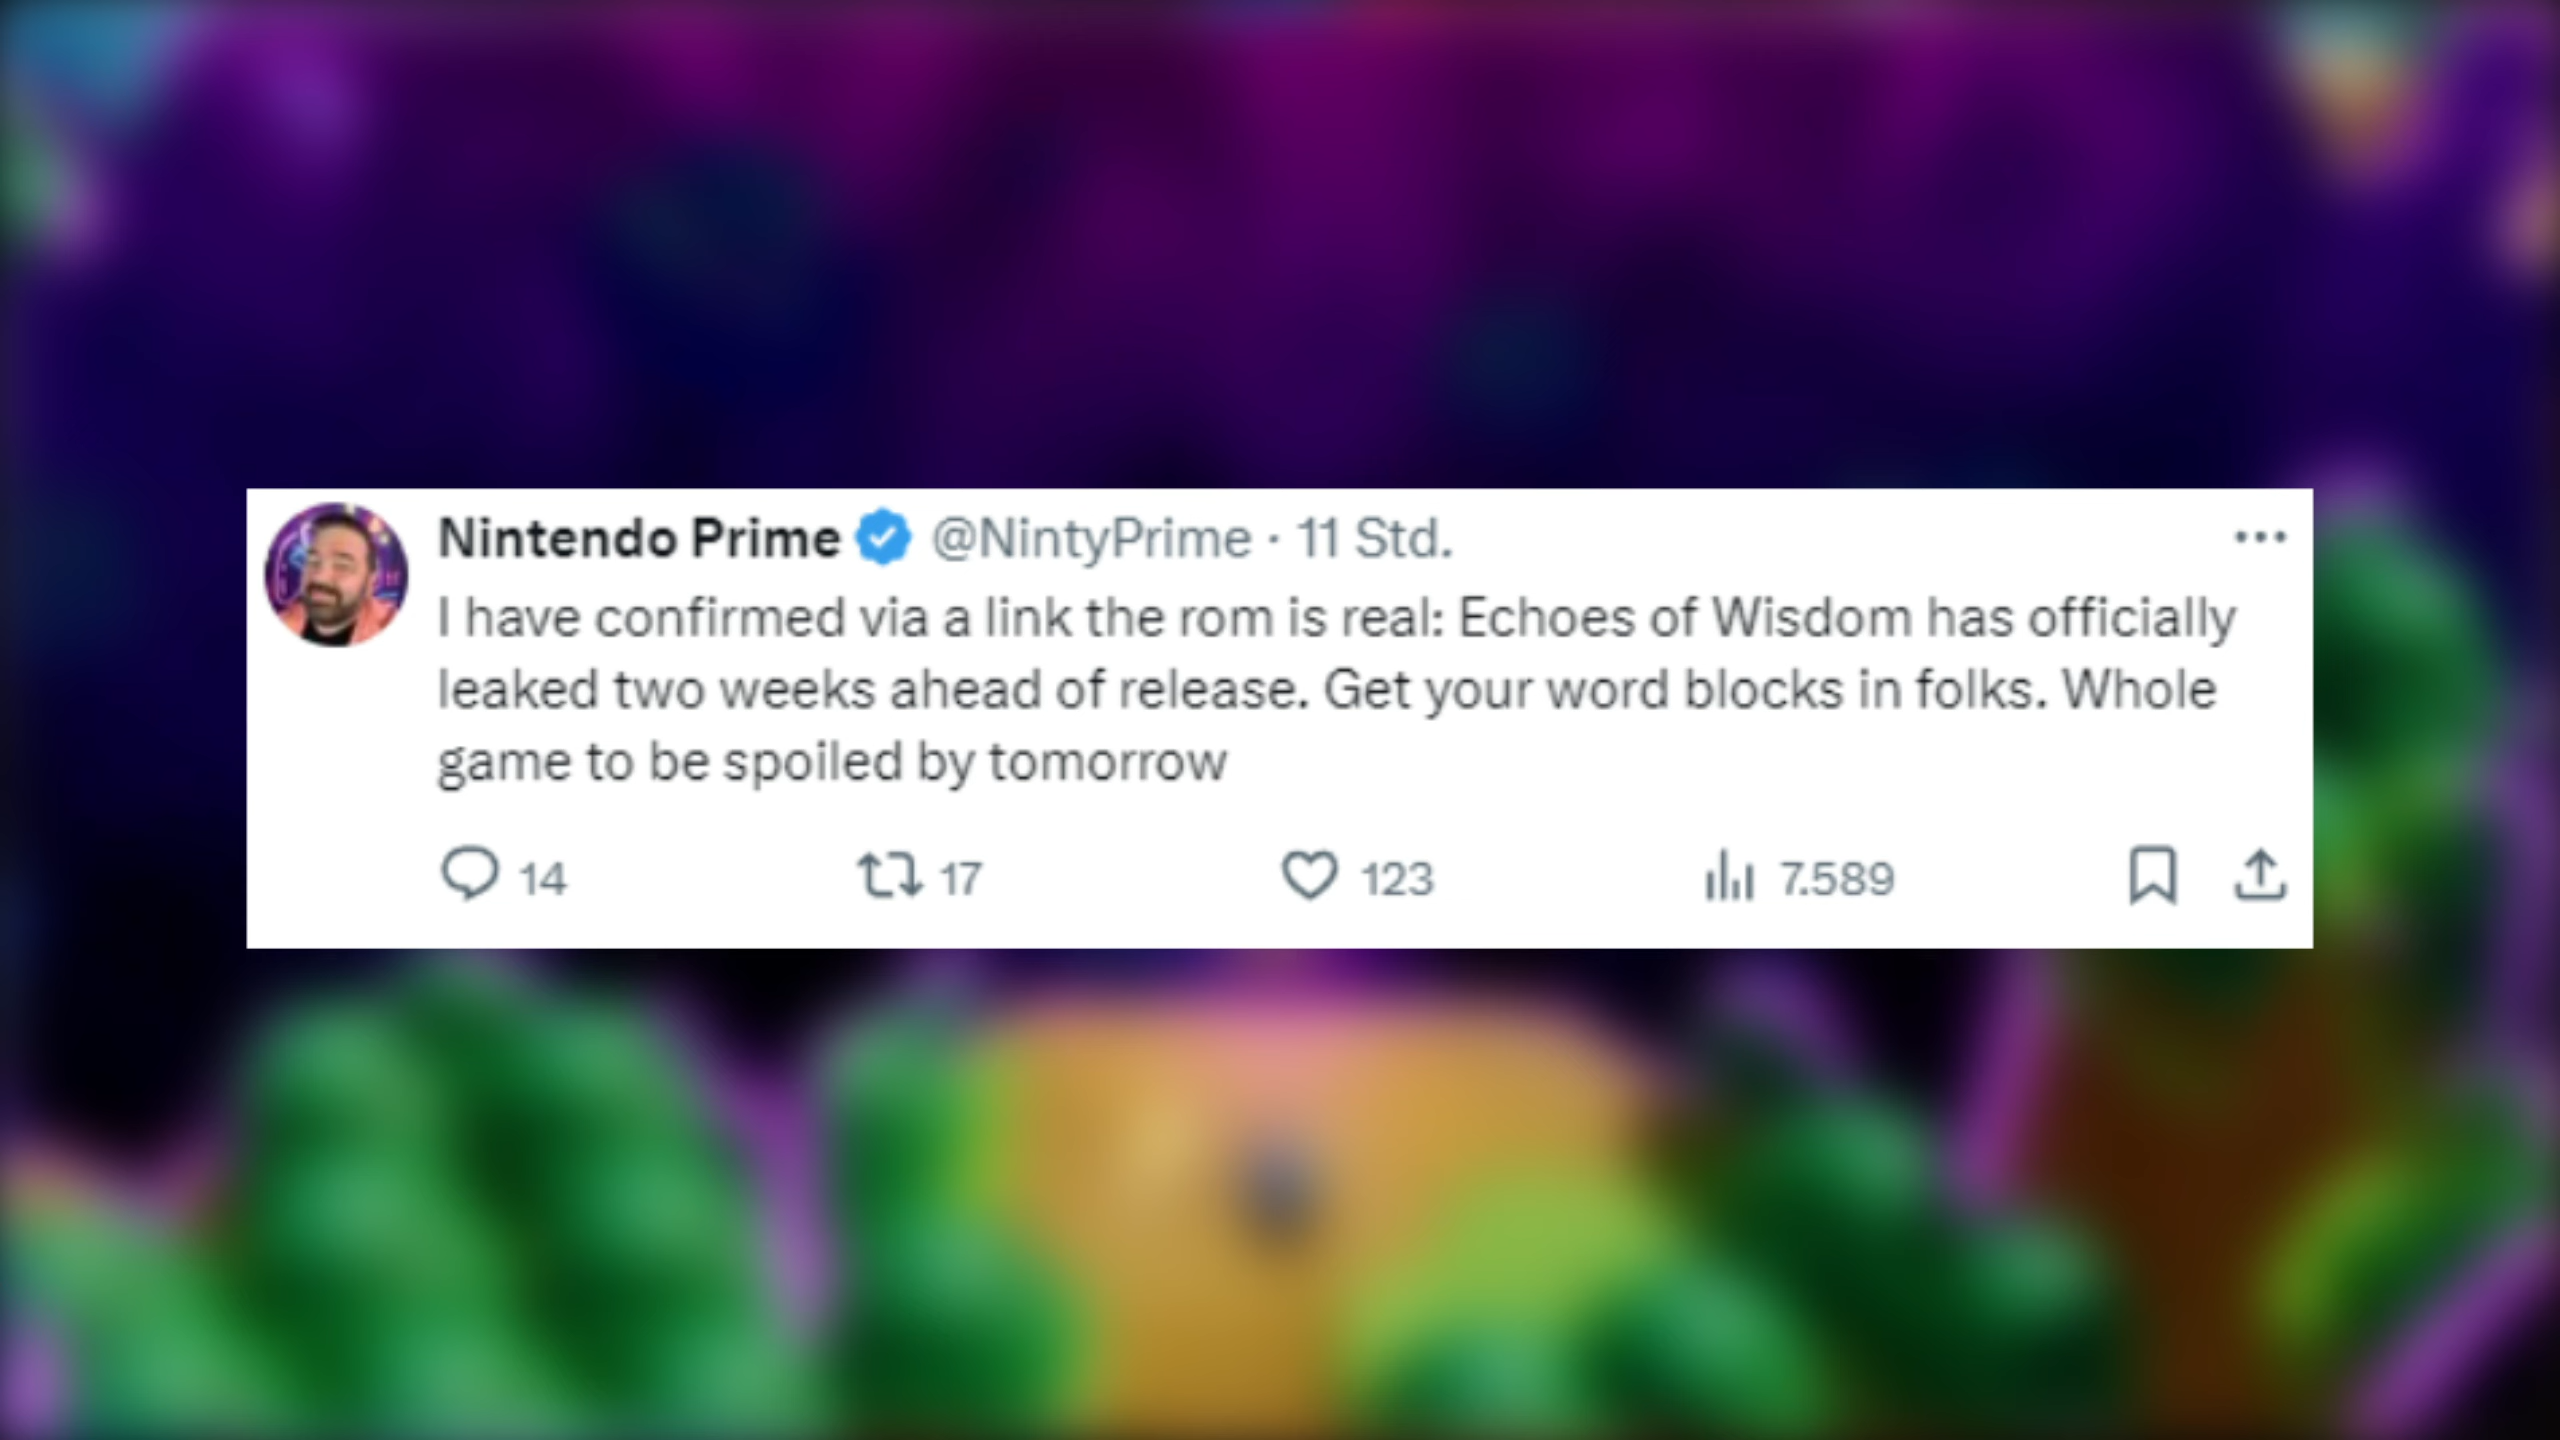 Nintendo Prime @NintyPrime · 11 Std.
I have confirmed via a link the rom is real: Echoes of Wisdom has officially
leaked two weeks ahead of release. Get your word blocks in folks. Whole
game to be spoiled by tomorrow
14 17 123 7.589